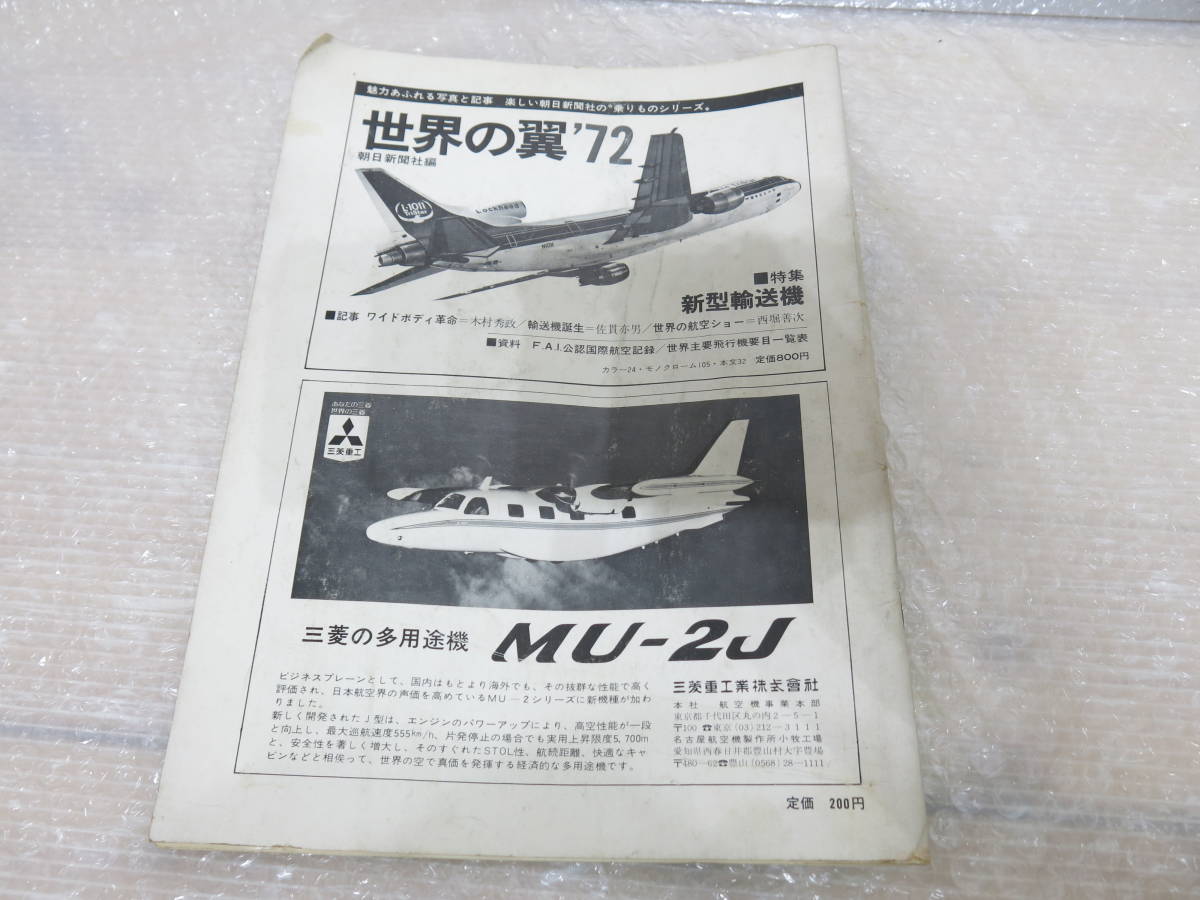 魅力あふれる写真と記事 楽しい朝日新聞社の"乗りものシリーズ。
世界の翼'72
朝日新聞社編
L-1011
TriStar
Lockheed
■特集
新型輸送機
■記事 ワイドボディ革命=木村秀政/輸送機誕生=佐貫亦男/世界の航空ショー=西堀善次
■資料 F.A.I.公認国際航空記録/世界主要飛行機要目一覧表
カラー24・モノクローム105・本文32 定価800円
あなたの三菱
世界の三菱
三菱重工
三菱の多用途機 MU-2J
ビジネスプレーンとして、国内はもとより海外でも、その抜群な性能で高く
評価され、日本航空界の声価を高めているMU-2シリーズに新機種が加わ
りました。
新しく開発されたJ型は、エンジンのパワーアップにより、高空性能が一段
と向上し、最大巡航速度555km/h、片発停止の場合でも実用上昇限度5,700m
と、安全性を著しく増大し、そのすぐれたSTOL性、航続距離、快適なキャ
ビンなどと相俟って、世界の空で真価を発揮する経済的な多用途機です。
三菱重工業株式會社
本社 航空機事業本部
東京都千代田区丸の内2-5-1
〒100 ☎東京(03)212-3111
名古屋航空機製作所小牧工場
愛知県西春日井郡豊山村大字豊場
〒480-62☎豊山(0568)28-1111
定価 200円